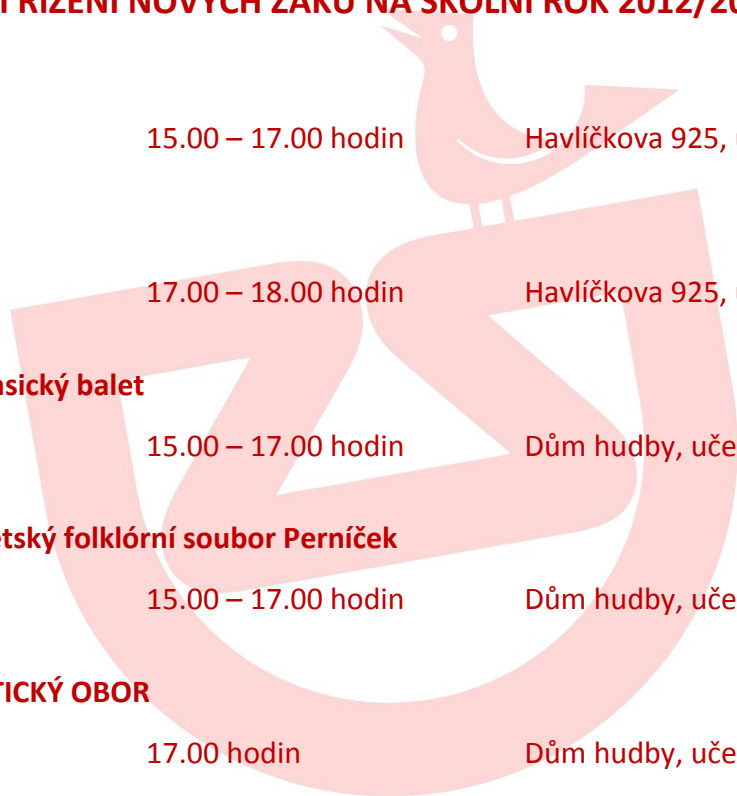 ŘÍZENÍ NOVÝCH ŽÁKŮ NA ŠKOLNÍ ROK 2012/20
15.00 – 17.00 hodin Havlíčkova 925,
17.00 – 18.00 hodin Havlíčkova 925,
asický balet
15.00 – 17.00 hodin Dům hudby, uče
ětský folklórní soubor Perníček
15.00 – 17.00 hodin Dům hudby, uče
TICKÝ OBOR
17.00 hodin Dům hudby, uče